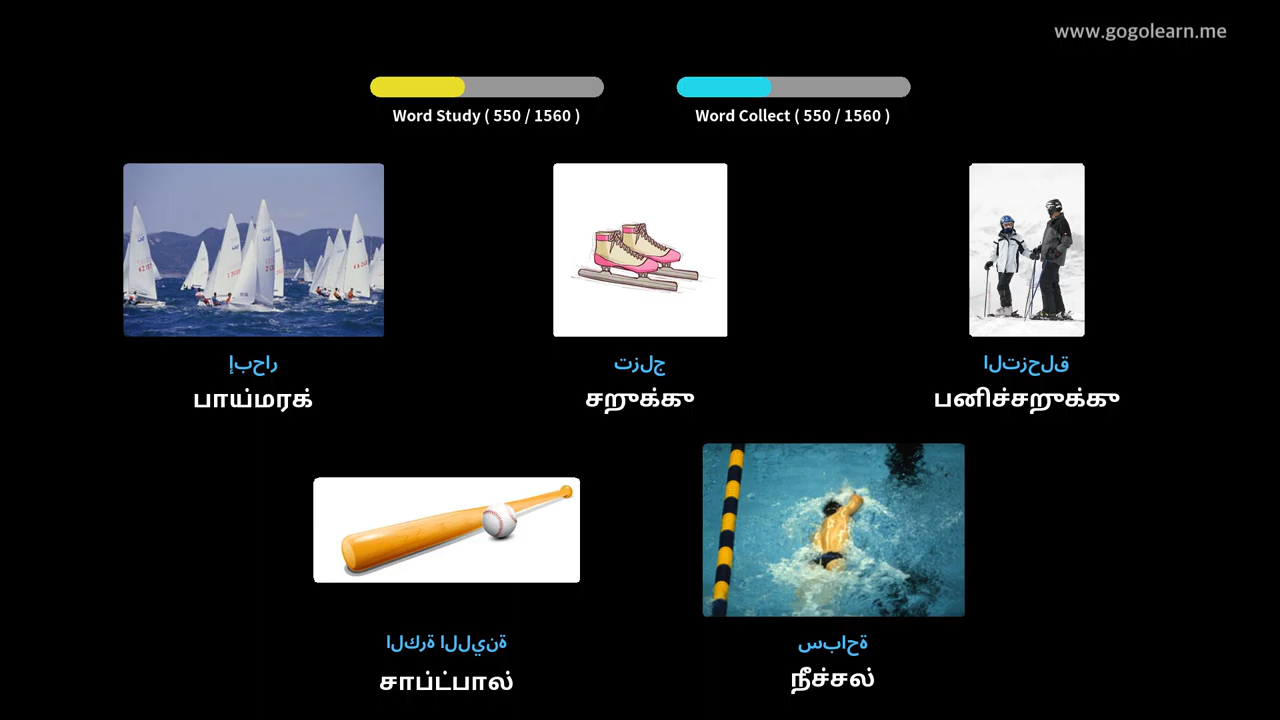 www.gogolearn.me
Word Study ( 550 / 1560 )
Word Collect ( 550 / 1560 )
إبحار
பாய்மரக்
تزلج
சறுக்கு
التزحلق
பனிச்சறுக்கு
الكرة اللينة
சாப்ட்பால்
سباحة
நீச்சல்